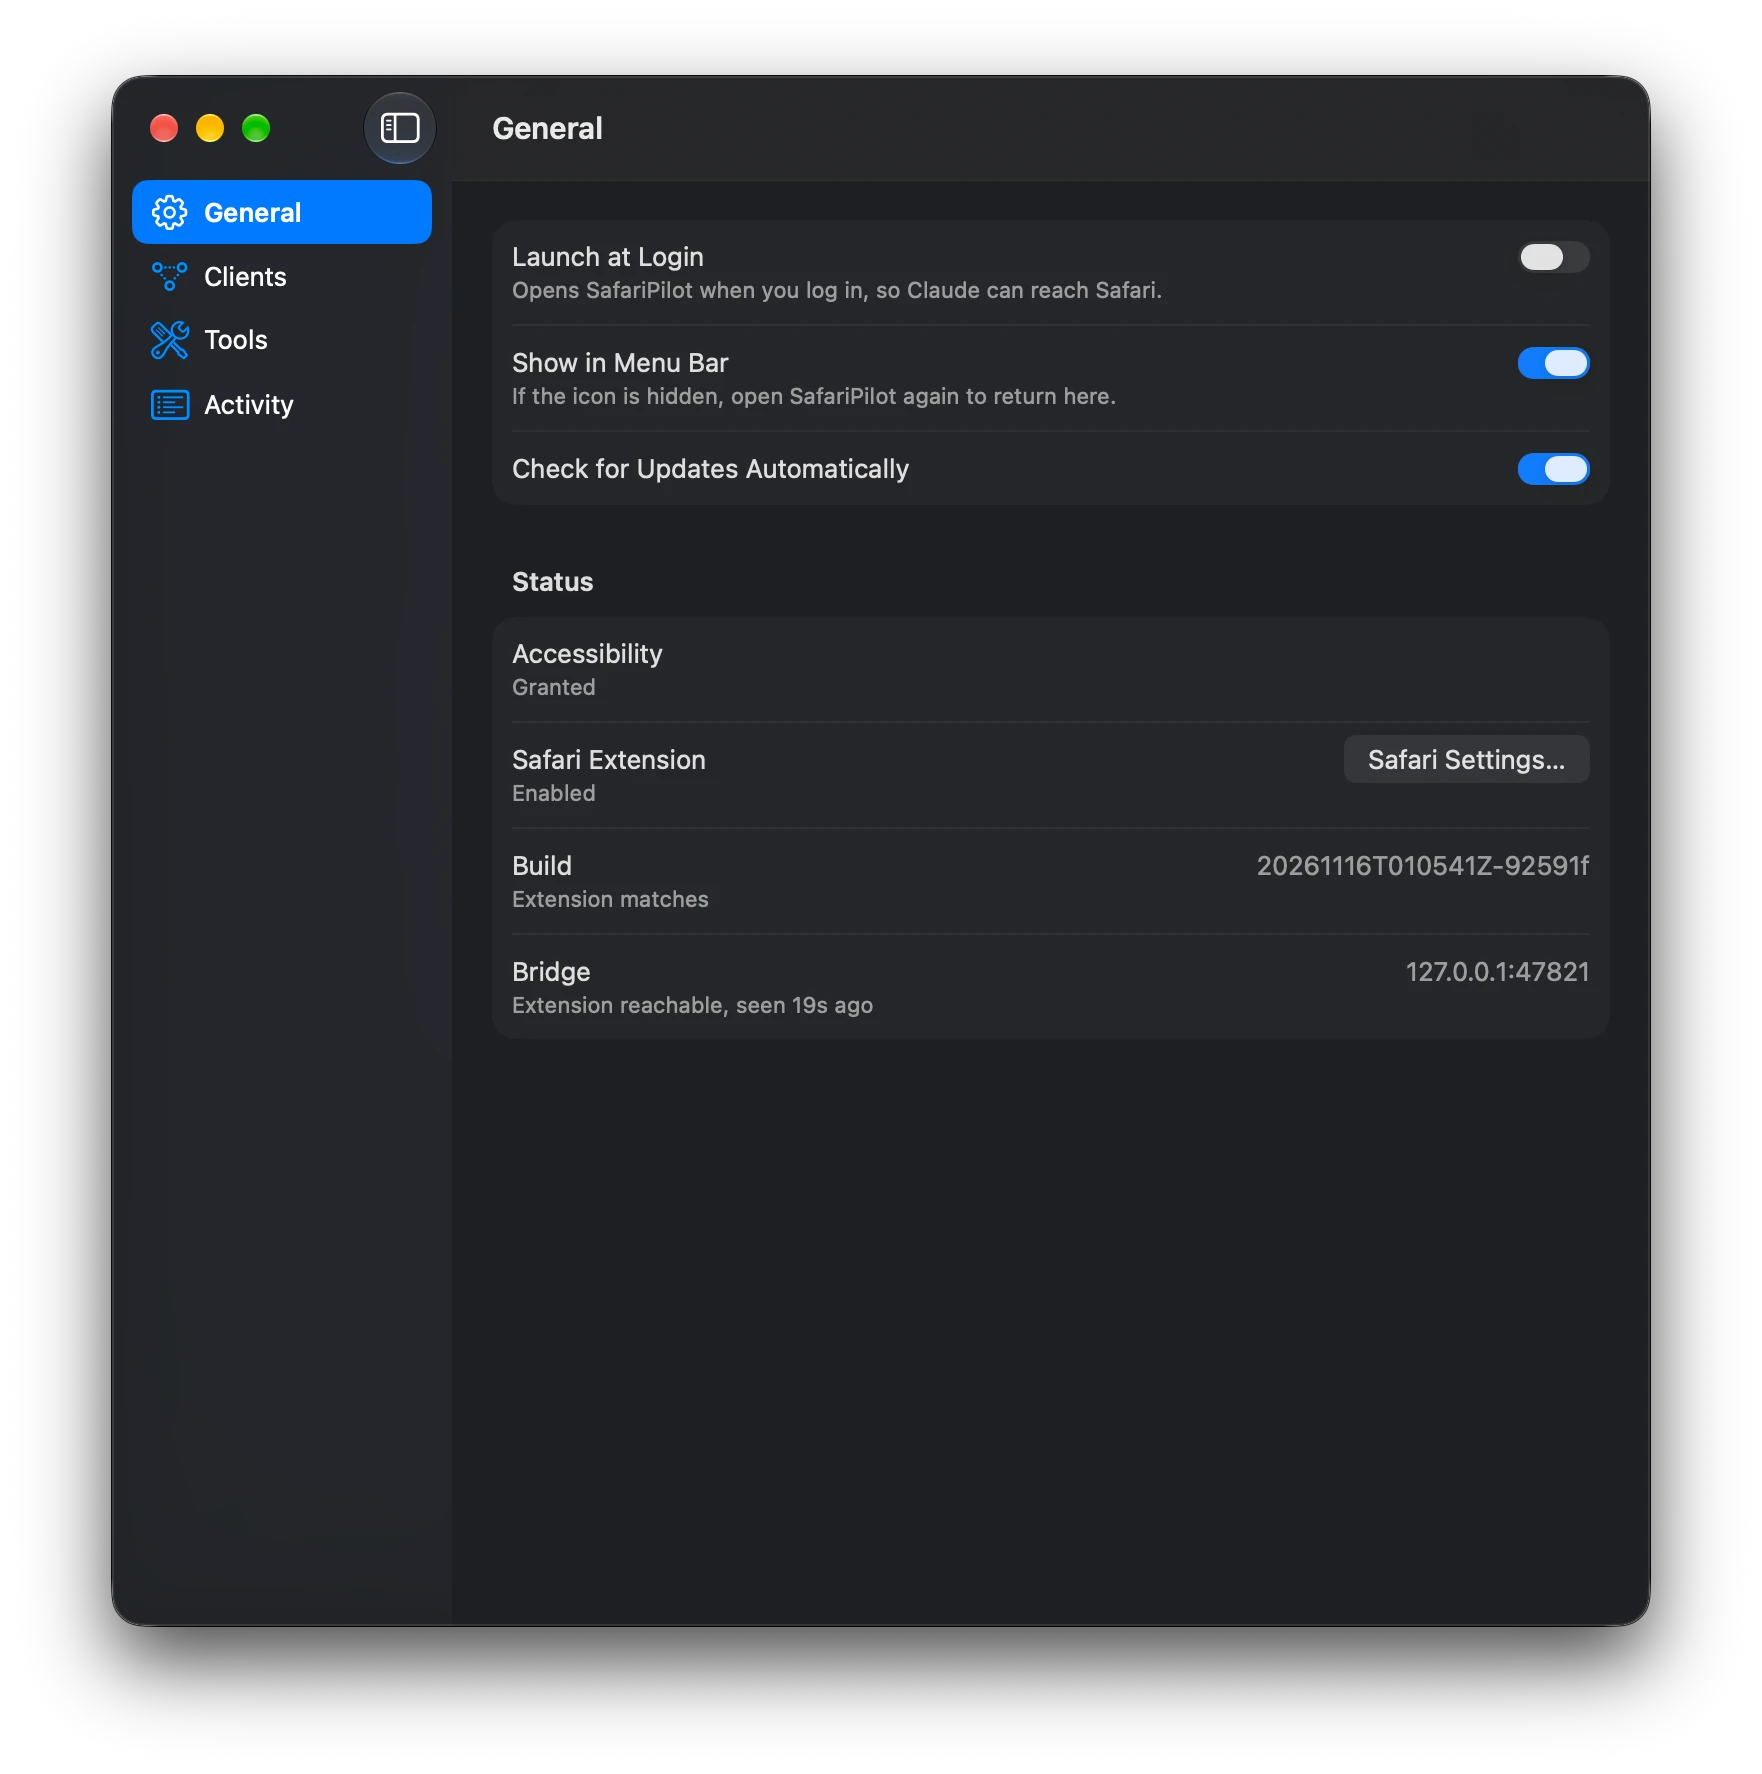 General
General
Clients
Tools
Activity
Launch at Login
Opens SafariPilot when you log in, so Claude can reach Safari.
Show in Menu Bar
If the icon is hidden, open SafariPilot again to return here.
Check for Updates Automatically
Status
Accessibility
Granted
Safari Extension
Safari Settings...
Enabled
Build
20261116T010541Z-92591f
Extension matches
Bridge
127.0.0.1:47821
Extension reachable, seen 19s ago